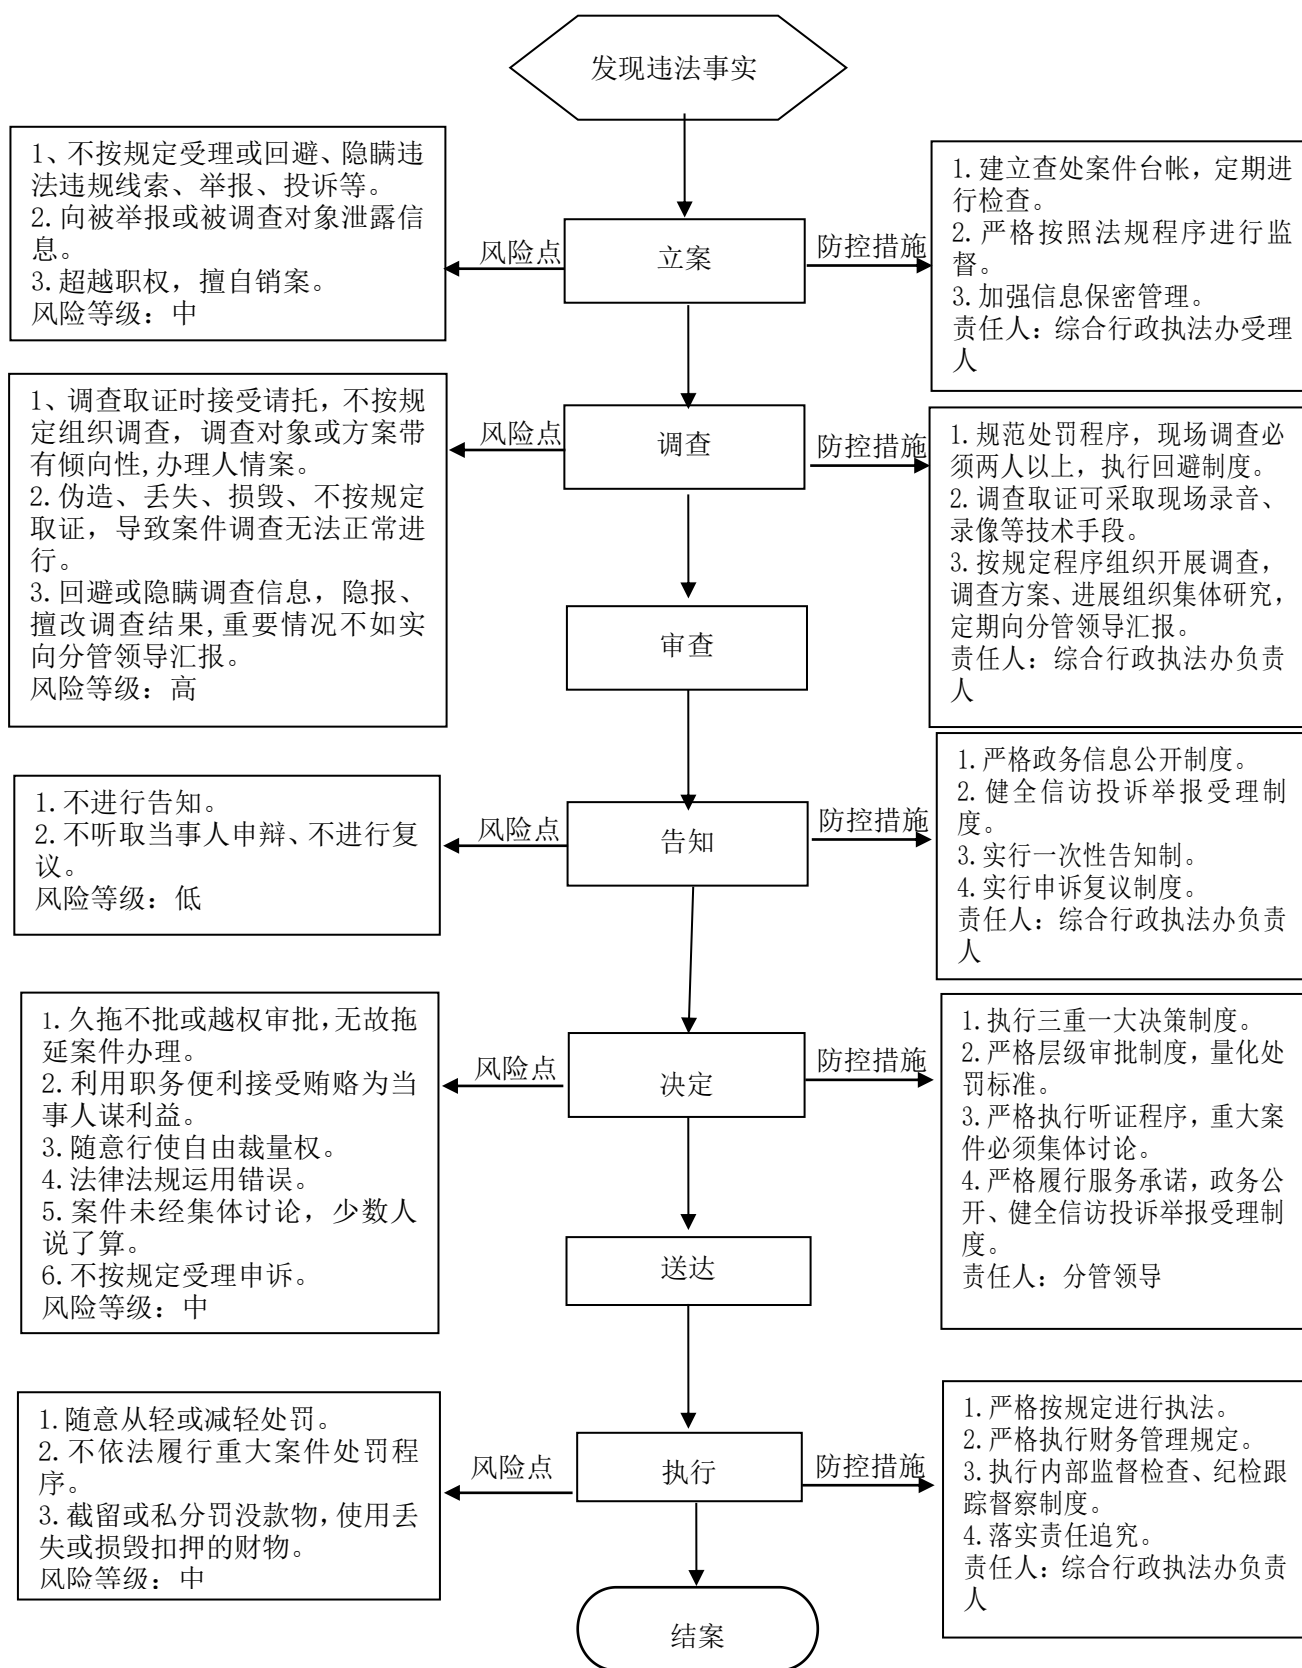 发现违法事实
1、不按规定受理或回避、隐瞒违
法违规线索、举报、投诉等。
2.向被举报或被调查对象泄露信
息。
3.超越职权，擅自销案。
风险等级：中
风险点
立案
防控措施
1.建立查处案件台帐，定期进
行检查。
2.严格按照法规程序进行监
督。
3.加强信息保密管理。
责任人：综合行政执法办受理
人
1、调查取证时接受请托，不按规
定组织调查，调查对象或方案带
有倾向性,办理人情案。
2.伪造、丢失、损毁、不按规定
取证，导致案件调查无法正常进
行。
3.回避或隐瞒调查信息，隐报、
擅改调查结果,重要情况不如实
向分管领导汇报。
风险等级：高
风险点
调查
防控措施
1.规范处罚程序，现场调查必
须两人以上，执行回避制度。
2.调查取证可采取现场录音、
录像等技术手段。
3.按规定程序组织开展调查，
调查方案、进展组织集体研究，
定期向分管领导汇报。
责任人：综合行政执法办负责
人
审查
1.不进行告知。
2.不听取当事人申辩、不进行复
议。
风险等级：低
风险点
告知
防控措施
1.严格政务信息公开制度。
2.健全信访投诉举报受理制
度。
3.实行一次性告知制。
4.实行申诉复议制度。
责任人：综合行政执法办负责
人
1.久拖不批或越权审批，无故拖
延案件办理。
2.利用职务便利接受贿赂为当
事人谋利益。
3.随意行使自由裁量权。
4.法律法规运用错误。
5.案件未经集体讨论，少数人
说了算。
6.不按规定受理申诉。
风险等级：中
风险点
决定
防控措施
1.执行三重一大决策制度。
2.严格层级审批制度，量化处
罚标准。
3.严格执行听证程序，重大案
件必须集体讨论。
4.严格履行服务承诺，政务公
开、健全信访投诉举报受理制
度。
责任人：分管领导
送达
1.随意从轻或减轻处罚。
2.不依法履行重大案件处罚程
序。
3.截留或私分罚没款物，使用丢
失或损毁扣押的财物。
风险等级：中
风险点
执行
防控措施
1.严格按规定进行执法。
2.严格执行财务管理规定。
3.执行内部监督检查、纪检跟
踪督察制度。
4.落实责任追究。
责任人：综合行政执法办负责
人
结案